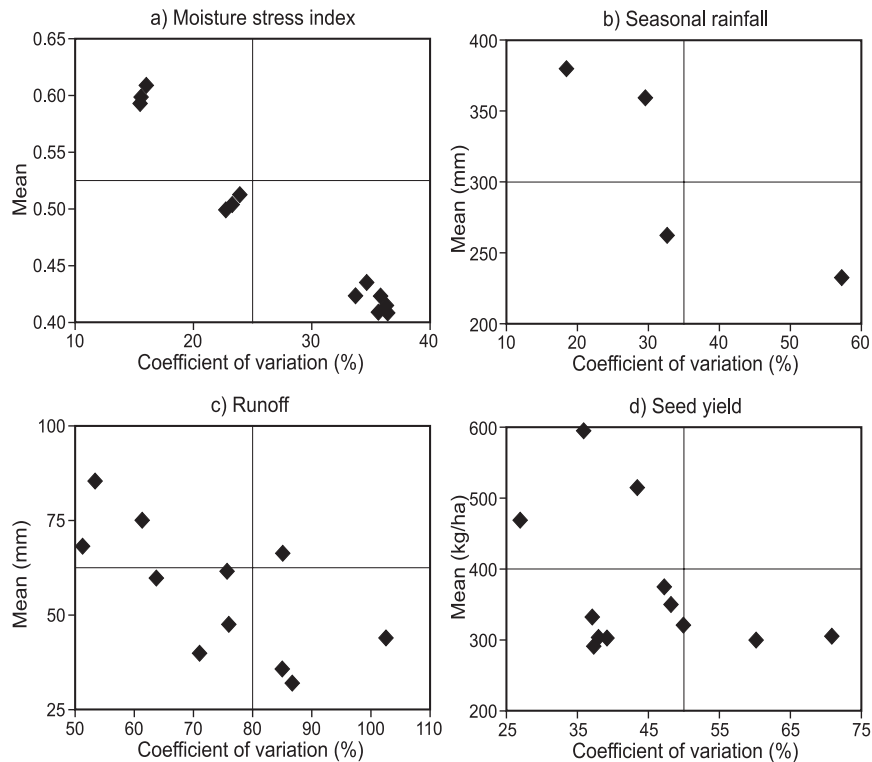 a) Moisture stress index
0.65
0.60
0.55
0.50
0.45
0.40
Mean
10 20 30 40
Coefficient of variation (%)
b) Seasonal rainfall
400
350
300
250
200
Mean (mm)
10 20 30 40 50 60
Coefficient of variation (%)
c) Runoff
100
75
50
25
Mean (mm)
50 60 70 80 90 100 110
Coefficient of variation (%)
d) Seed yield
600
500
400
300
200
Mean (kg/ha)
25 35 45 55 65 75
Coefficient of variation (%)